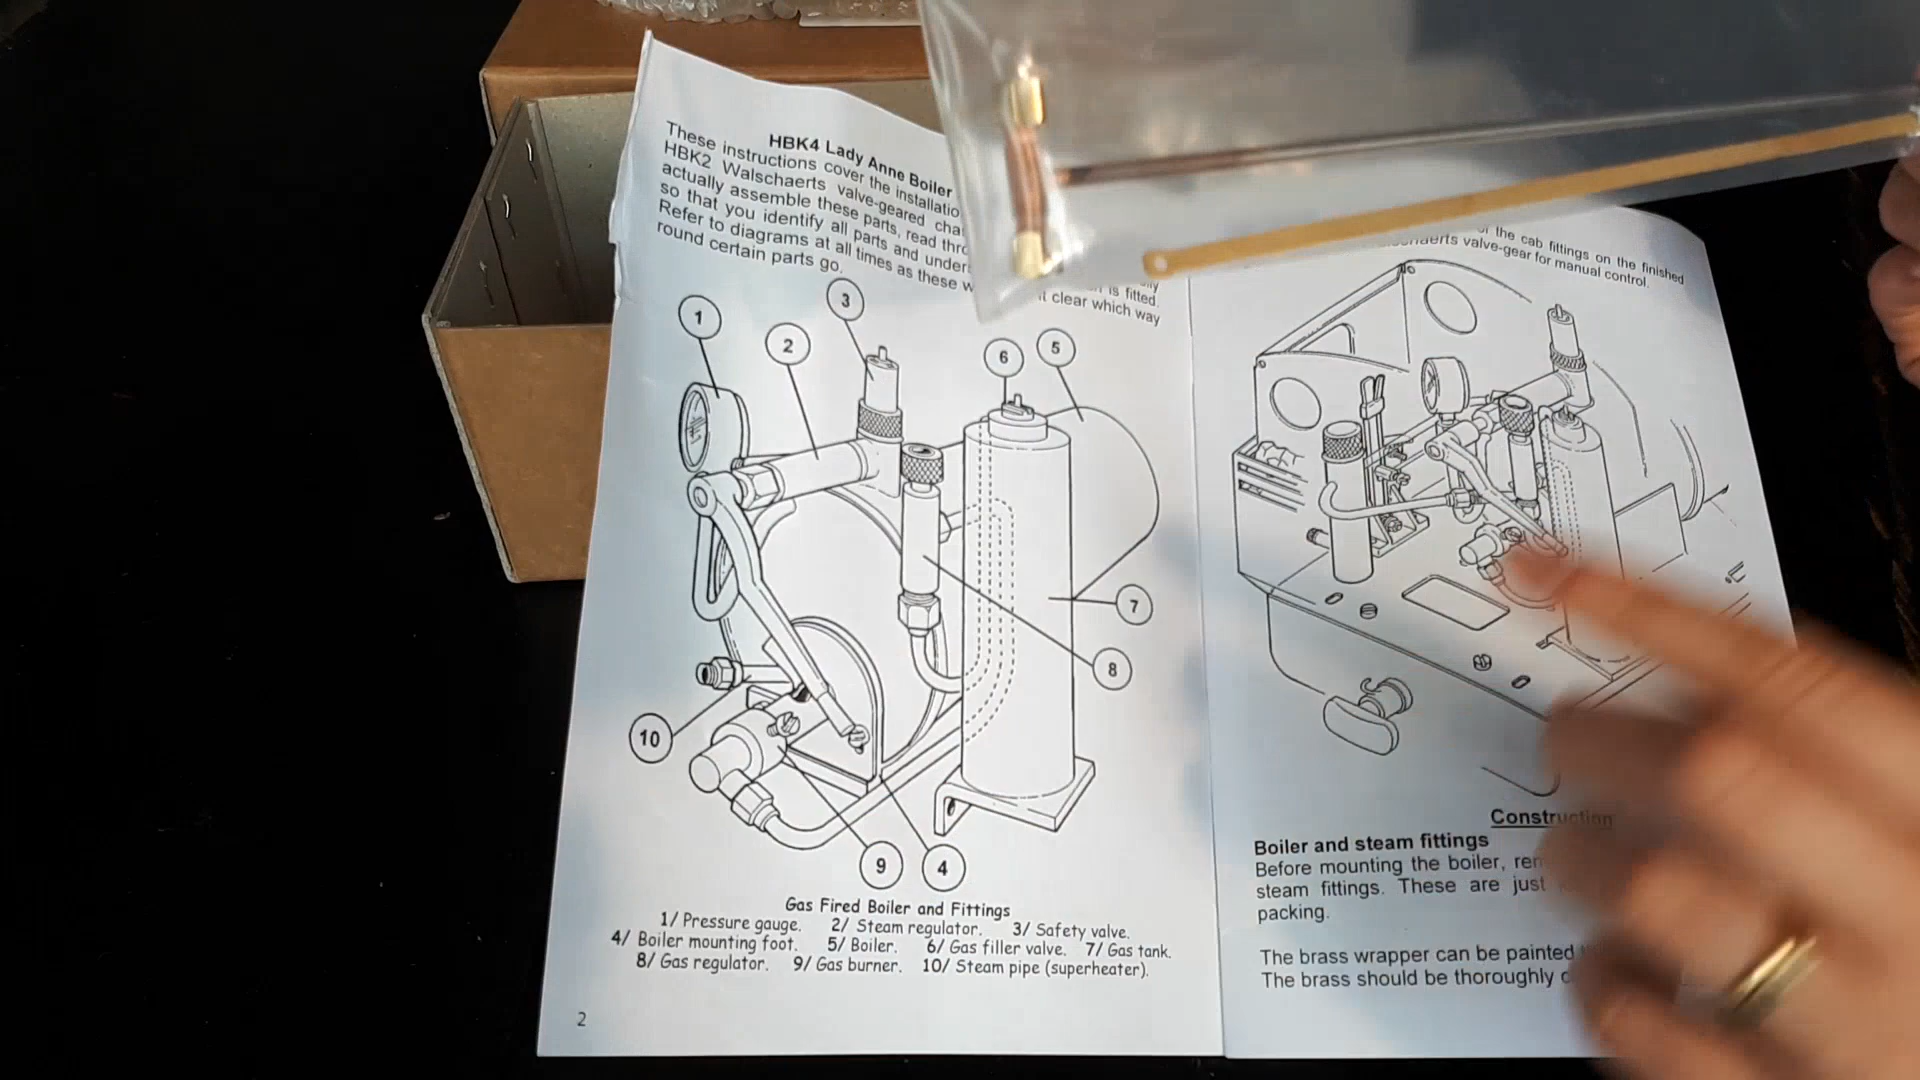 HBK4 Lady Anne Boiler
These instructions cover the
HBK2 Walschaerts valve-geared
actually assemble these parts, read
so that you identify all parts and
Refer to diagrams at all times as these
is fitted,
it clear which way
round certain parts go.
1
2
3
6
5
7
8
10
9
4
Gas Fired Boiler and Fittings
1/ Pressure gauge. 2/ Steam regulator. 3/ Safety valve.
4/ Boiler mounting foot. 5/ Boiler. 6/ Gas filler valve. 7/ Gas tank.
8/ Gas regulator. 9/ Gas burner. 10/ Steam pipe (superheater).
2
the cab fittings on the finished
valve-gear for manual control.
Construction
Boiler and steam fittings
Before mounting the boiler,
steam fittings. These are just
packing.
The brass wrapper can be painted
The brass should be thoroughly